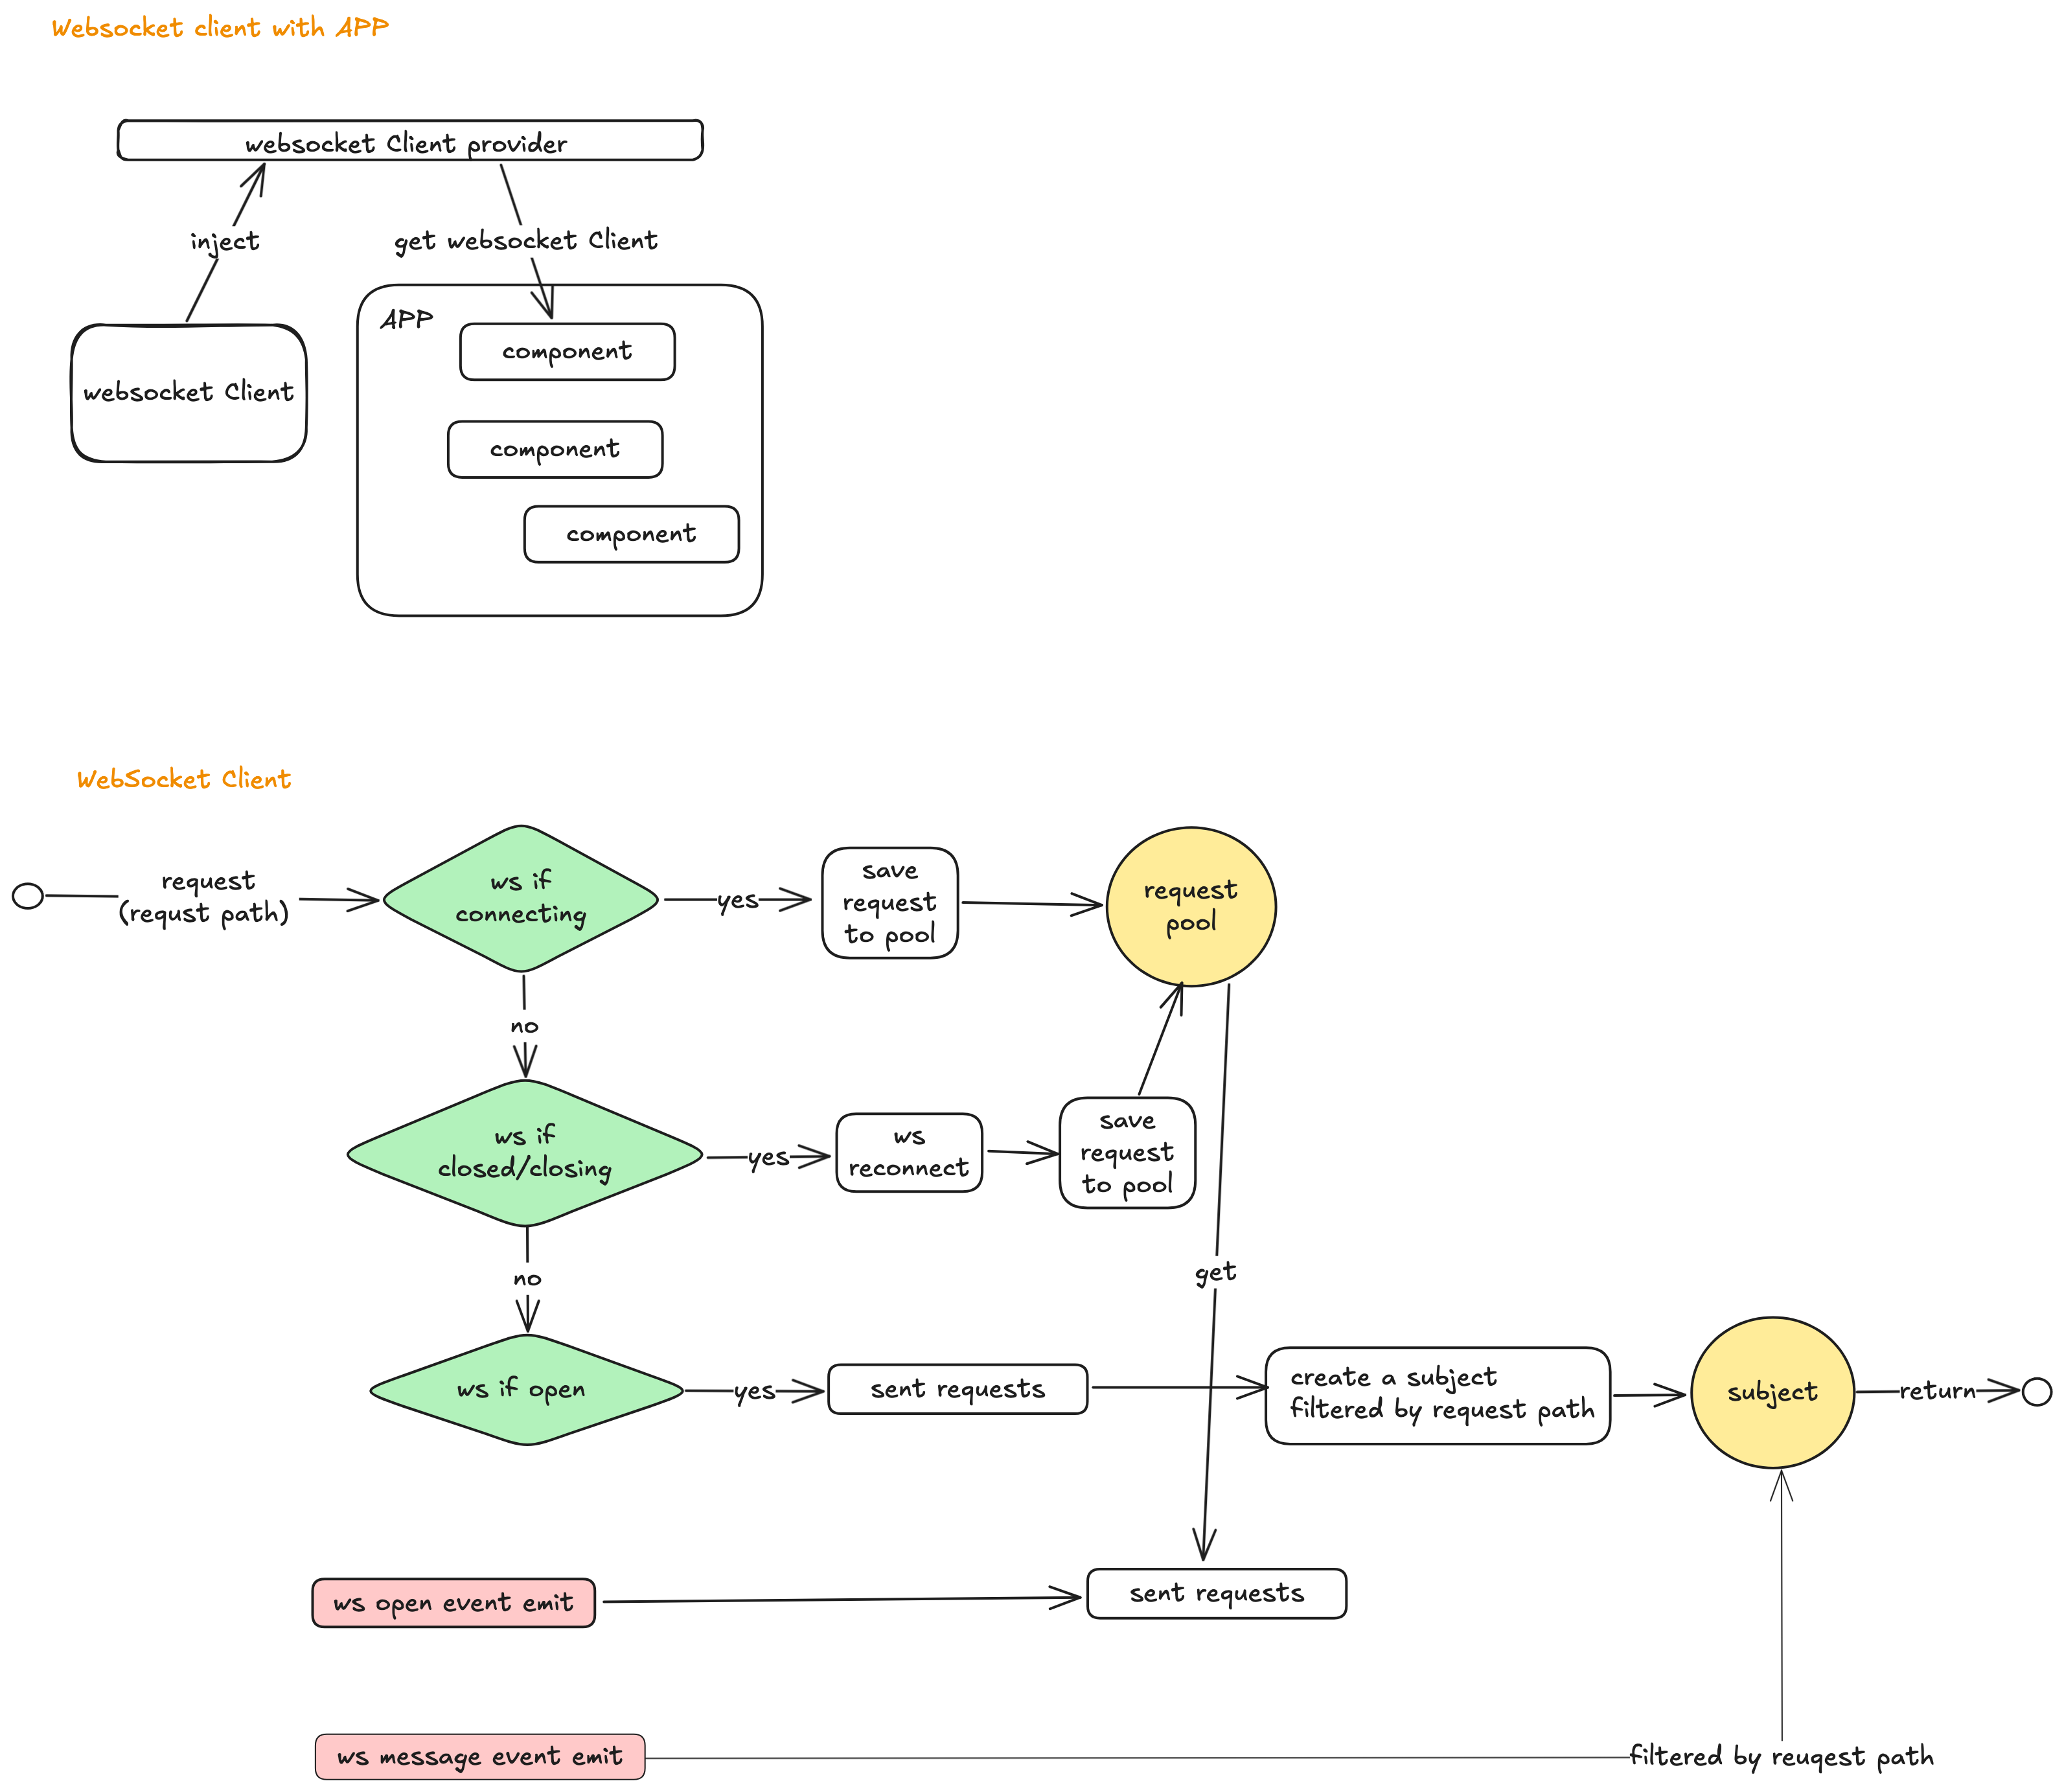 Websocket client with APP
websocket Client provider
inject
get websocket Client
APP
component
websocket Client
component
component
WebSocket Client
request
(requst path)
ws if
connecting
yes
save
request
to pool
request
pool
no
ws if
closed/closing
yes
ws
reconnect
save
request
to pool
no
get
ws if open
yes
sent requests
create a subject
filtered by request path
subject
return
ws open event emit
sent requests
ws message event emit
filtered by reuqest path